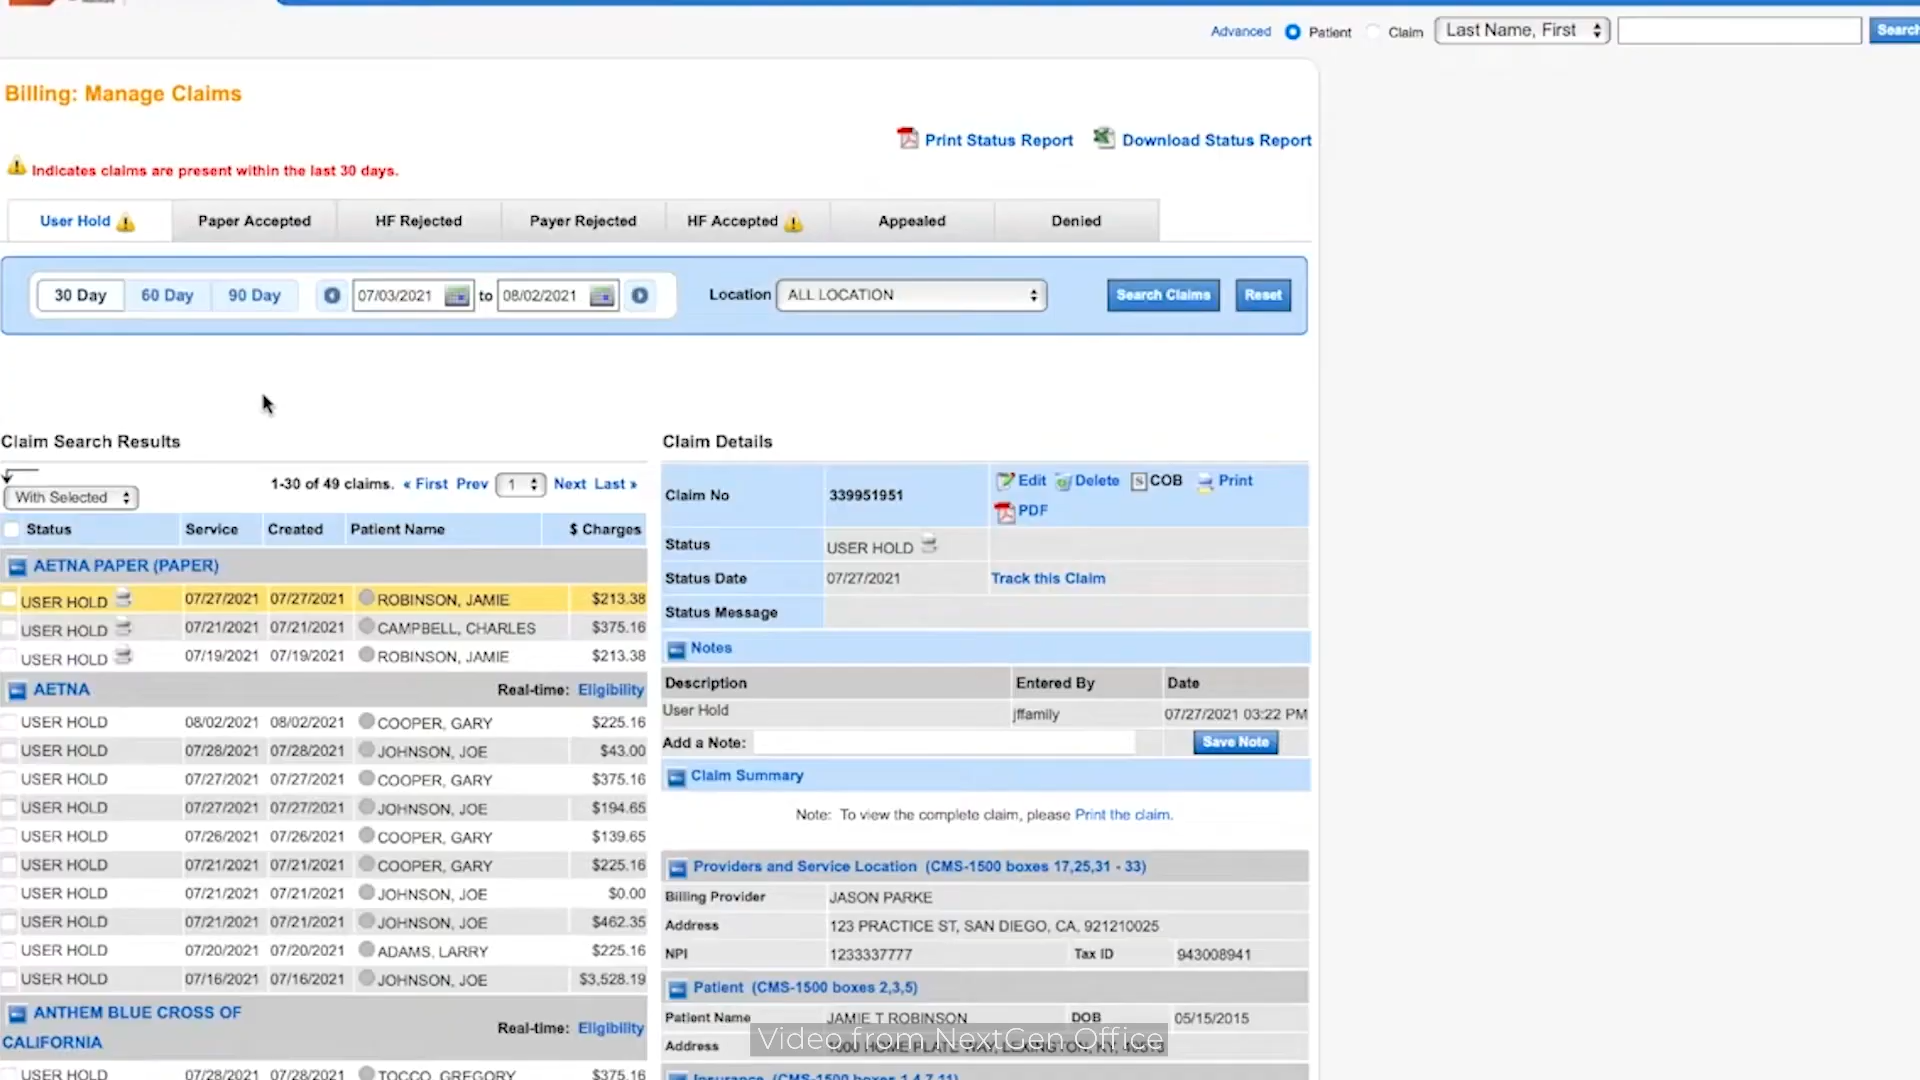 Advanced Patient Claim Last Name, First Search
Billing: Manage Claims
Print Status Report Download Status Report
Indicates claims are present within the last 30 days.
User Hold Paper Accepted HF Rejected Payer Rejected HF Accepted Appealed Denied
30 Day 60 Day 90 Day 07/03/2021 to 08/02/2021 Location ALL LOCATION Search Claims Reset
Claim Search Results
With Selected 1-30 of 49 claims. « First Prev 1 Next Last »
Status Service Created Patient Name $ Charges
AETNA PAPER (PAPER)
USER HOLD 07/27/2021 07/27/2021 ROBINSON, JAMIE $213.38
USER HOLD 07/21/2021 07/21/2021 CAMPBELL, CHARLES $375.16
USER HOLD 07/19/2021 07/19/2021 ROBINSON, JAMIE $213.38
AETNA Real-time: Eligibility
USER HOLD 08/02/2021 08/02/2021 COOPER, GARY $225.16
USER HOLD 07/28/2021 07/28/2021 JOHNSON, JOE $43.00
USER HOLD 07/27/2021 07/27/2021 COOPER, GARY $375.16
USER HOLD 07/27/2021 07/27/2021 JOHNSON, JOE $194.65
USER HOLD 07/26/2021 07/26/2021 COOPER, GARY $139.65
USER HOLD 07/21/2021 07/21/2021 COOPER, GARY $225.16
USER HOLD 07/21/2021 07/21/2021 JOHNSON, JOE $0.00
USER HOLD 07/21/2021 07/21/2021 JOHNSON, JOE $462.35
USER HOLD 07/20/2021 07/20/2021 ADAMS, LARRY $225.16
USER HOLD 07/16/2021 07/16/2021 JOHNSON, JOE $3,528.19
ANTHEM BLUE CROSS OF
CALIFORNIA Real-time: Eligibility
USER HOLD 07/28/2021 07/28/2021 TOCCO, GREGORY $375.16
Claim Details
Claim No 339951951 Edit Delete COB Print
PDF
Status USER HOLD
Status Date 07/27/2021 Track this Claim
Status Message
Notes
Description Entered By Date
User Hold jffamily 07/27/2021 03:22 PM
Add a Note: Save Note
Claim Summary
Note: To view the complete claim, please Print the claim.
Providers and Service Location (CMS-1500 boxes 17,25,31 - 33)
Billing Provider JASON PARKE
Address 123 PRACTICE ST, SAN DIEGO, CA, 921210025
NPI 1233337777 Tax ID 943008941
Patient (CMS-1500 boxes 2,3,5)
Patient Name JAMIE T ROBINSON DOB 05/15/2015
Address HOME PLATE WAY, LEXINGTON, KY,
Insurance (CMS-1500 boxes 1,4,7,11)
Video from NextGen Office